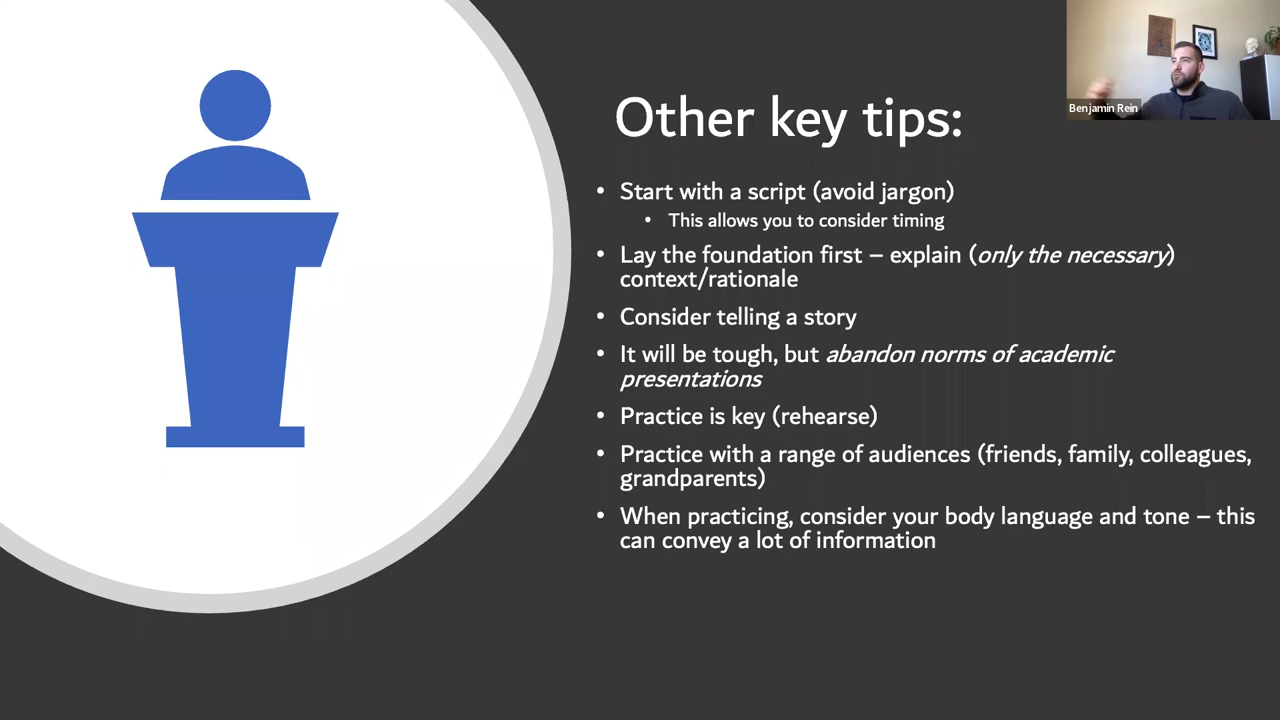 Other key tips:
Benjamin Rein
• Start with a script (avoid jargon)
• This allows you to consider timing
• Lay the foundation first – explain (only the necessary)
context/rationale
• Consider telling a story
• It will be tough, but abandon norms of academic
presentations
• Practice is key (rehearse)
• Practice with a range of audiences (friends, family, colleagues,
grandparents)
• When practicing, consider your body language and tone – this
can convey a lot of information